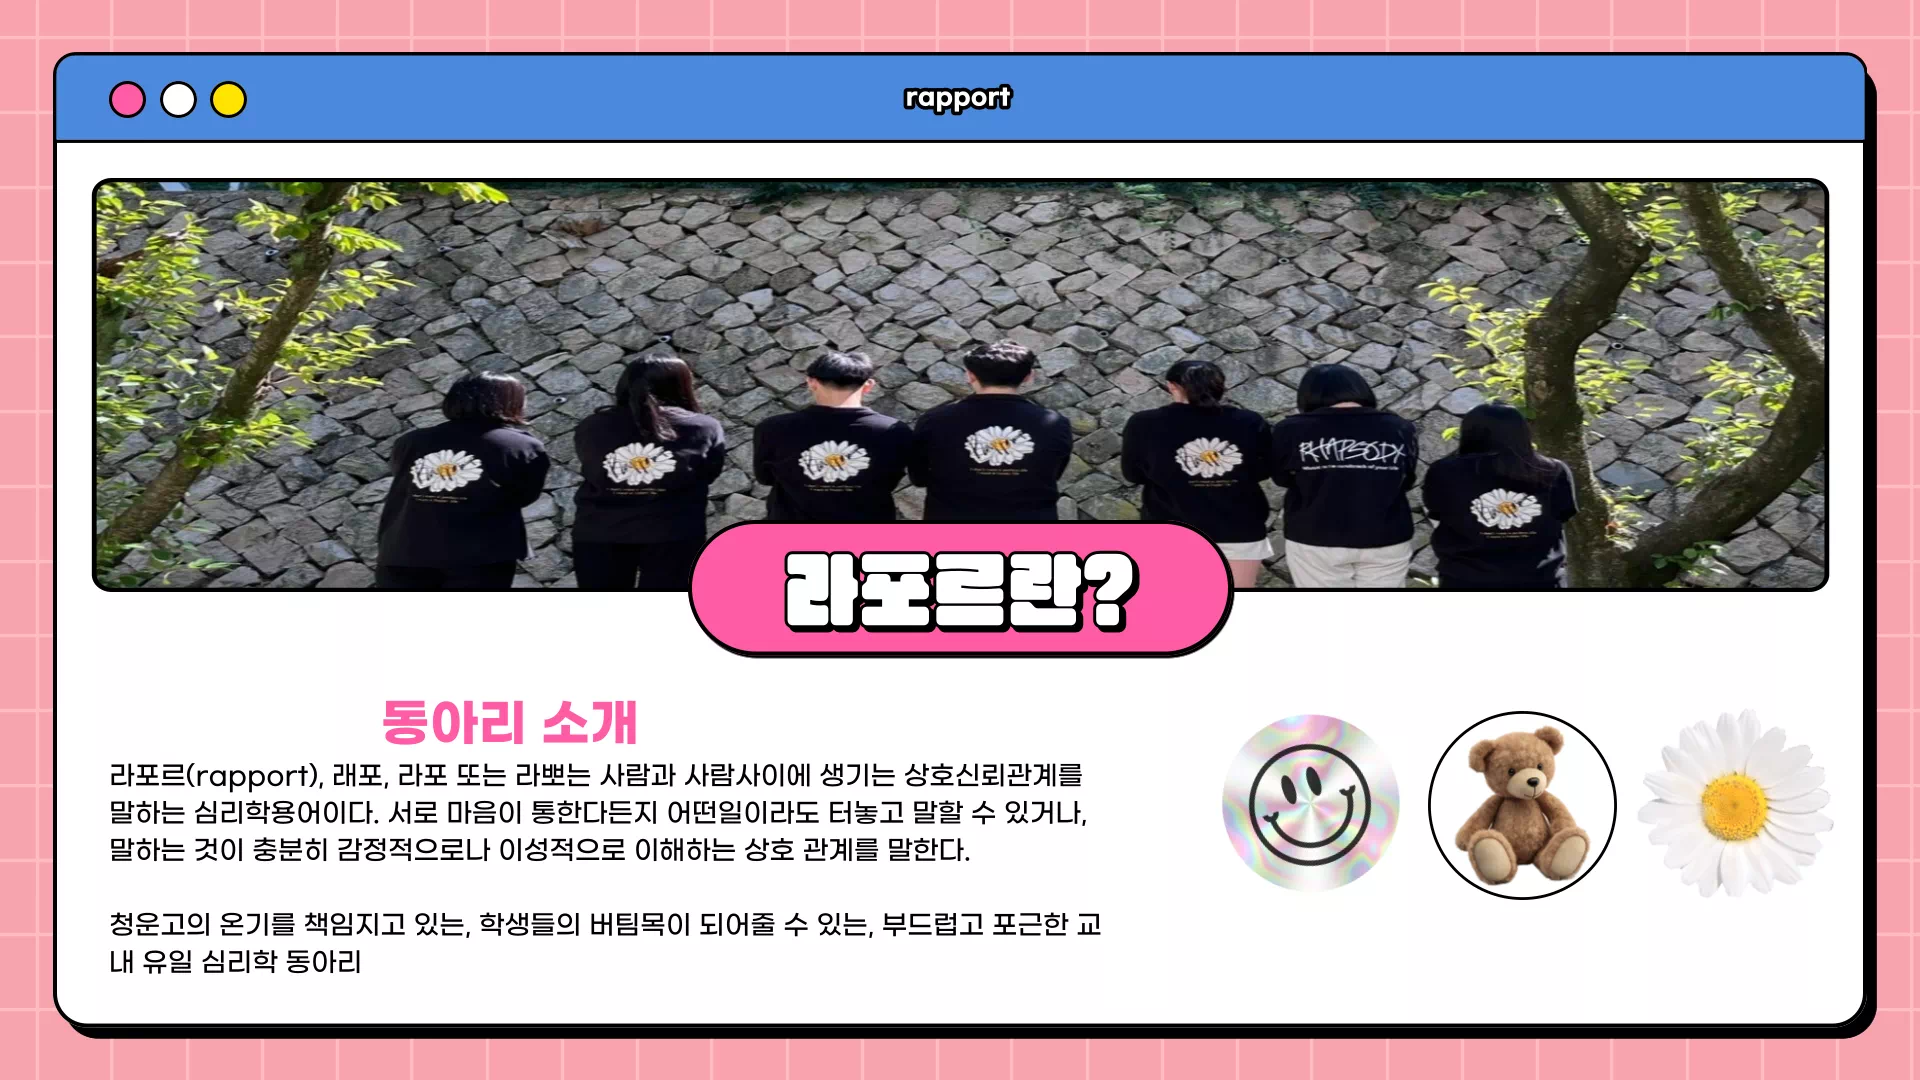 rapport
RHAPSODY
라포르란?
동아리 소개
라포르(rapport), 래포, 라포 또는 라뽀는 사람과 사람사이에 생기는 상호신뢰관계를
말하는 심리학용어이다. 서로 마음이 통한다든지 어떤일이라도 터놓고 말할 수 있거나,
말하는 것이 충분히 감정적으로나 이성적으로 이해하는 상호 관계를 말한다.
청운고의 온기를 책임지고 있는, 학생들의 버팀목이 되어줄 수 있는, 부드럽고 포근한 교
내 유일 심리학 동아리